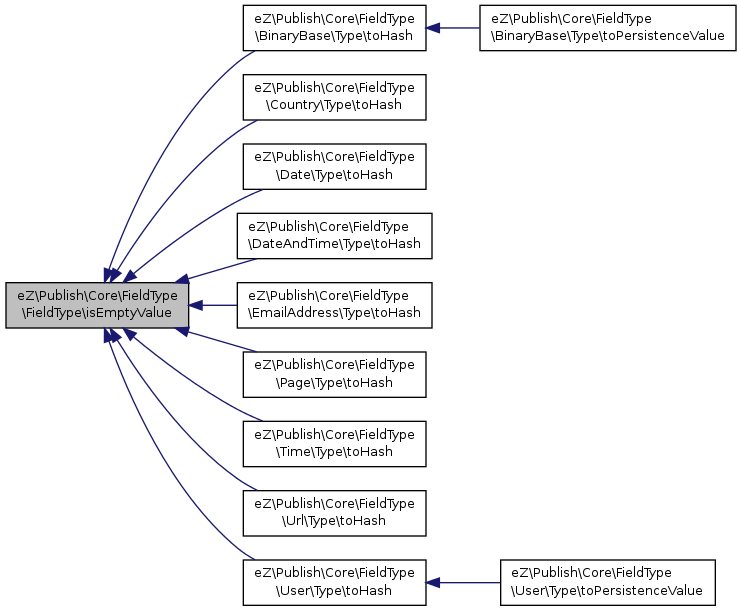 eZ\Publish\Core\FieldType
\BinaryBase\Type\toHash
eZ\Publish\Core\FieldType
\BinaryBase\Type\toPersistenceValue
eZ\Publish\Core\FieldType
\Country\Type\toHash
eZ\Publish\Core\FieldType
\Date\Type\toHash
eZ\Publish\Core\FieldType
\DateAndTime\Type\toHash
eZ\Publish\Core\FieldType
\FieldType\isEmptyValue
eZ\Publish\Core\FieldType
\EmailAddress\Type\toHash
eZ\Publish\Core\FieldType
\Page\Type\toHash
eZ\Publish\Core\FieldType
\Time\Type\toHash
eZ\Publish\Core\FieldType
\Url\Type\toHash
eZ\Publish\Core\FieldType
\User\Type\toHash
eZ\Publish\Core\FieldType
\User\Type\toPersistenceValue